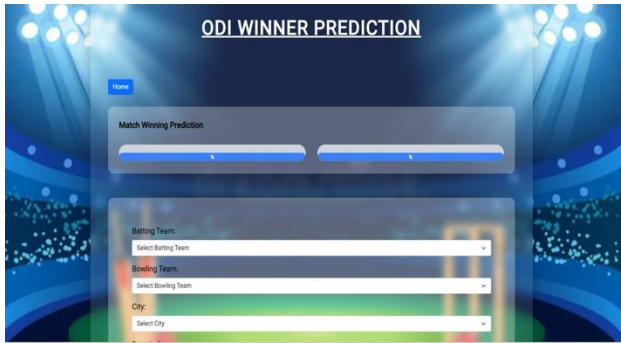 ODI WINNER PREDICTION
Home
Match Winning Prediction
% %
Batting Team:
Select Batting Team
Bowling Team:
Select Bowling Team
City:
Select City